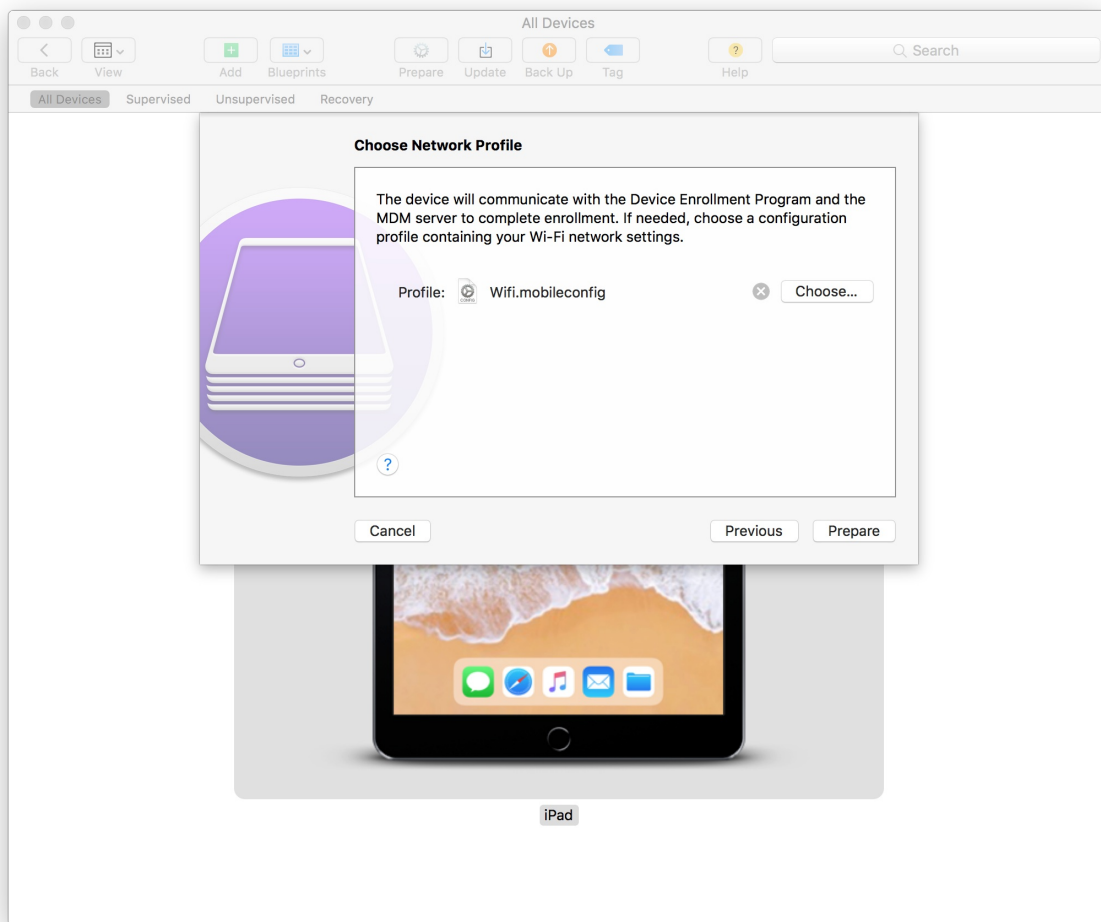 All Devices
Back
View
Add
Blueprints
Prepare
Update
Back Up
Tag
?
Help
Search
All Devices
Supervised
Unsupervised
Recovery
Choose Network Profile
The device will communicate with the Device Enrollment Program and the
MDM server to complete enrollment. If needed, choose a configuration
profile containing your Wi-Fi network settings.
Profile:
CONFIG
Wifi.mobileconfig
Choose...
?
Cancel
Previous
Prepare
iPad